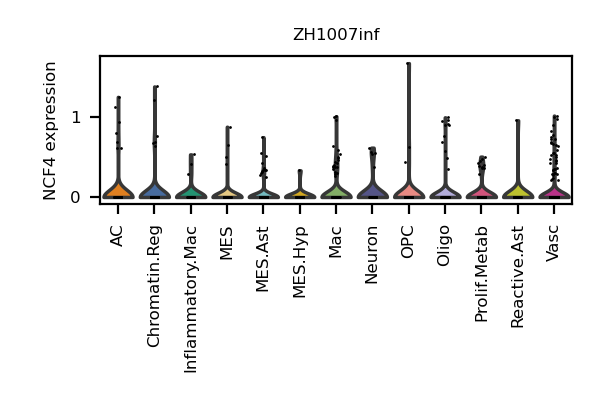 ZH1007inf
NCF4 expression
1
0
AC
Chromatin.Reg
Inflammatory.Mac
MES
MES.Ast
MES.Hyp
Mac
Neuron
OPC
Oligo
Prolif.Metab
Reactive.Ast
Vasc